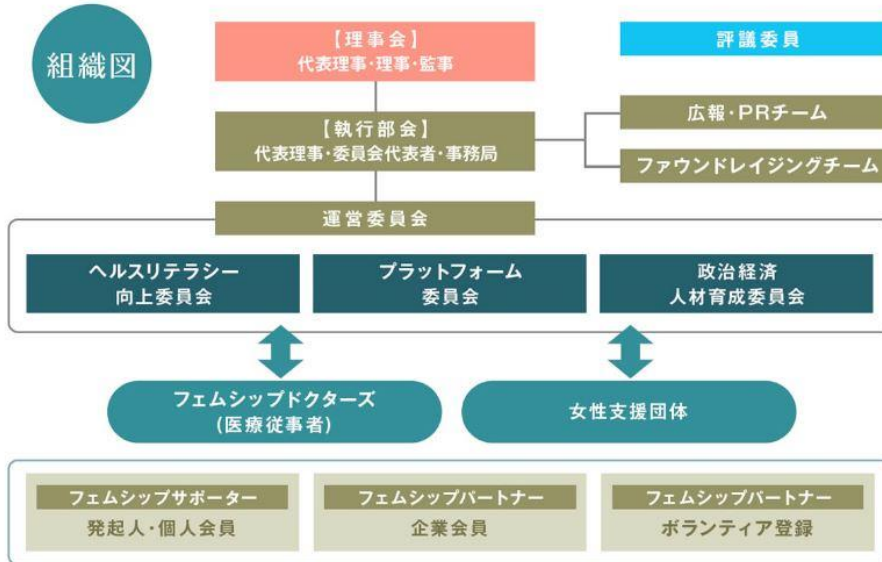 組織図
【理事会】
代表理事・理事・監事
評議委員
【執行部会】
代表理事・委員会代表者・事務局
広報・PRチーム
ファウンドレイジングチーム
運営委員会
ヘルスリテラシー
向上委員会
プラットフォーム
委員会
政治経済
人材育成委員会
フェムシップドクターズ
(医療従事者)
女性支援団体
フェムシップサポーター
発起人・個人会員
フェムシップパートナー
企業会員
フェムシップパートナー
ボランティア登録